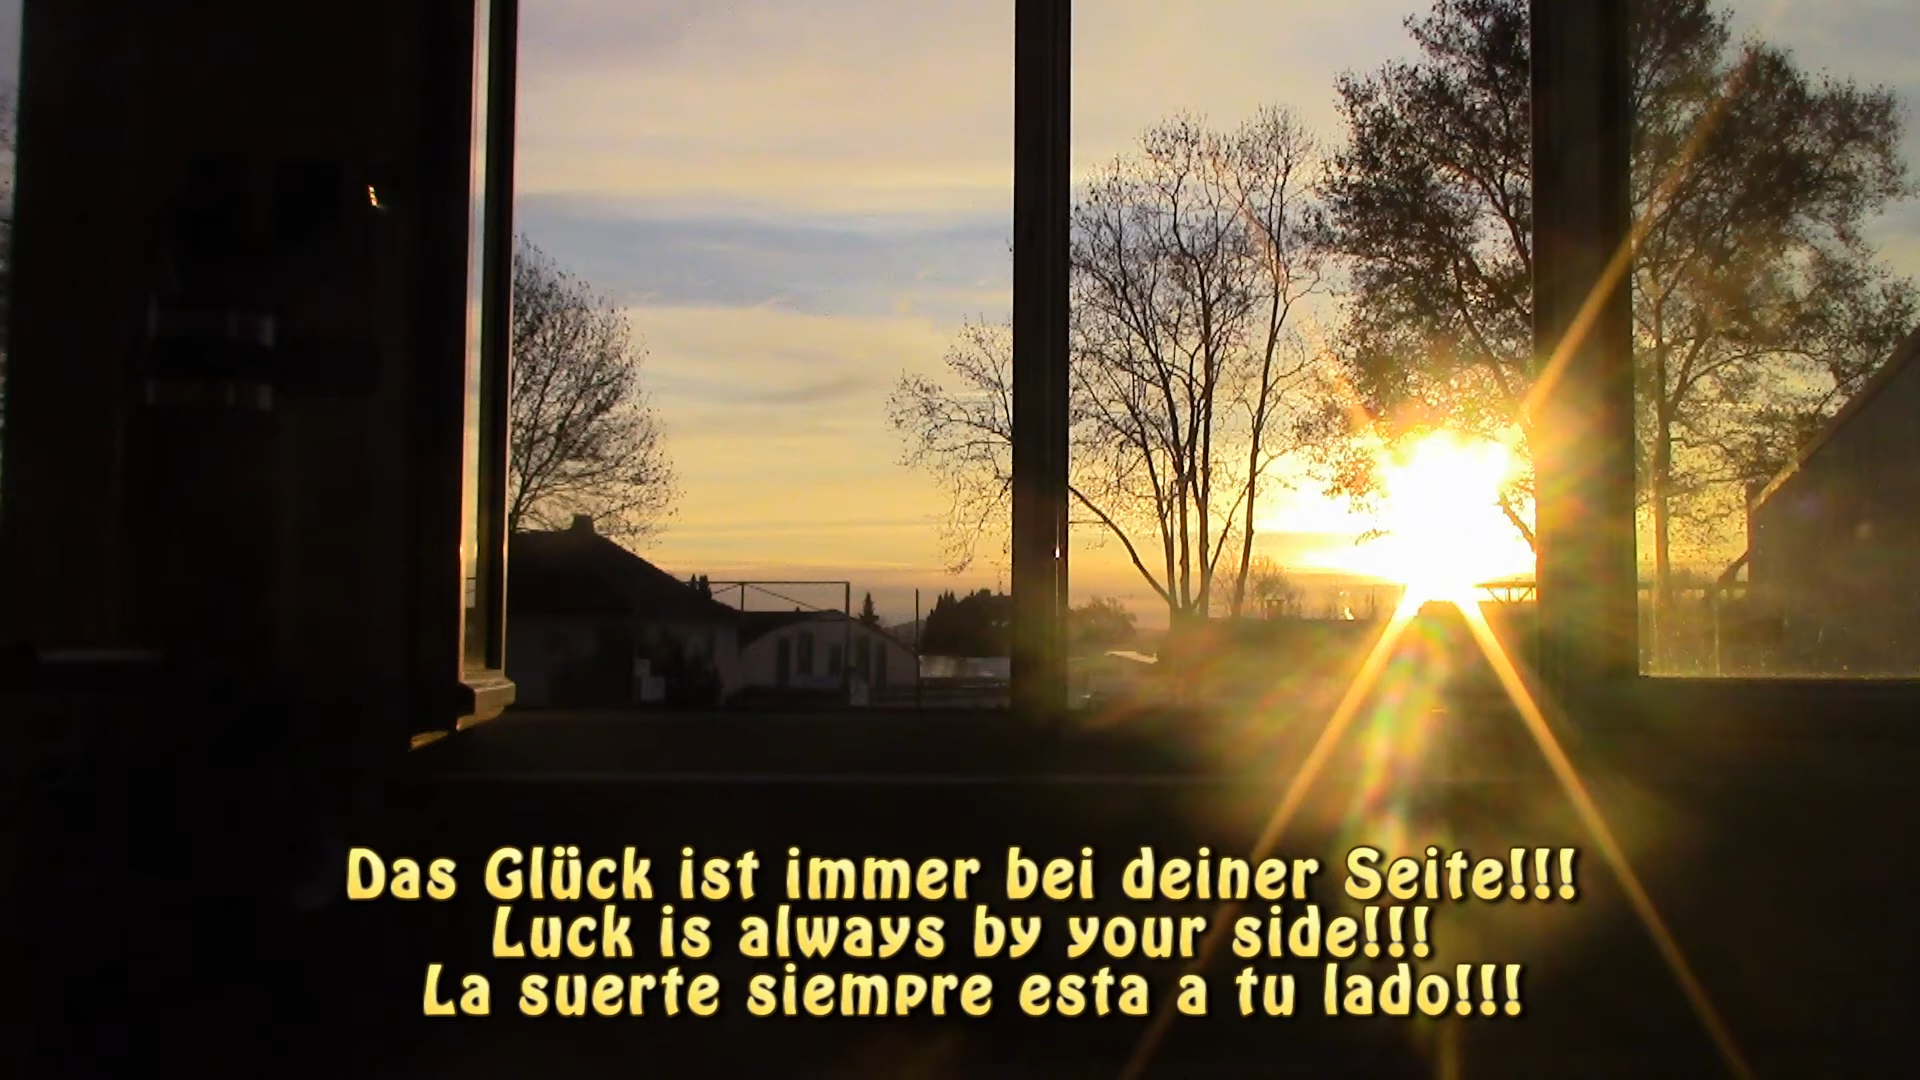 Das Glück ist immer bei deiner Seite!!!
Luck is always by your side!!!
La suerte siempre esta a tu lado!!!